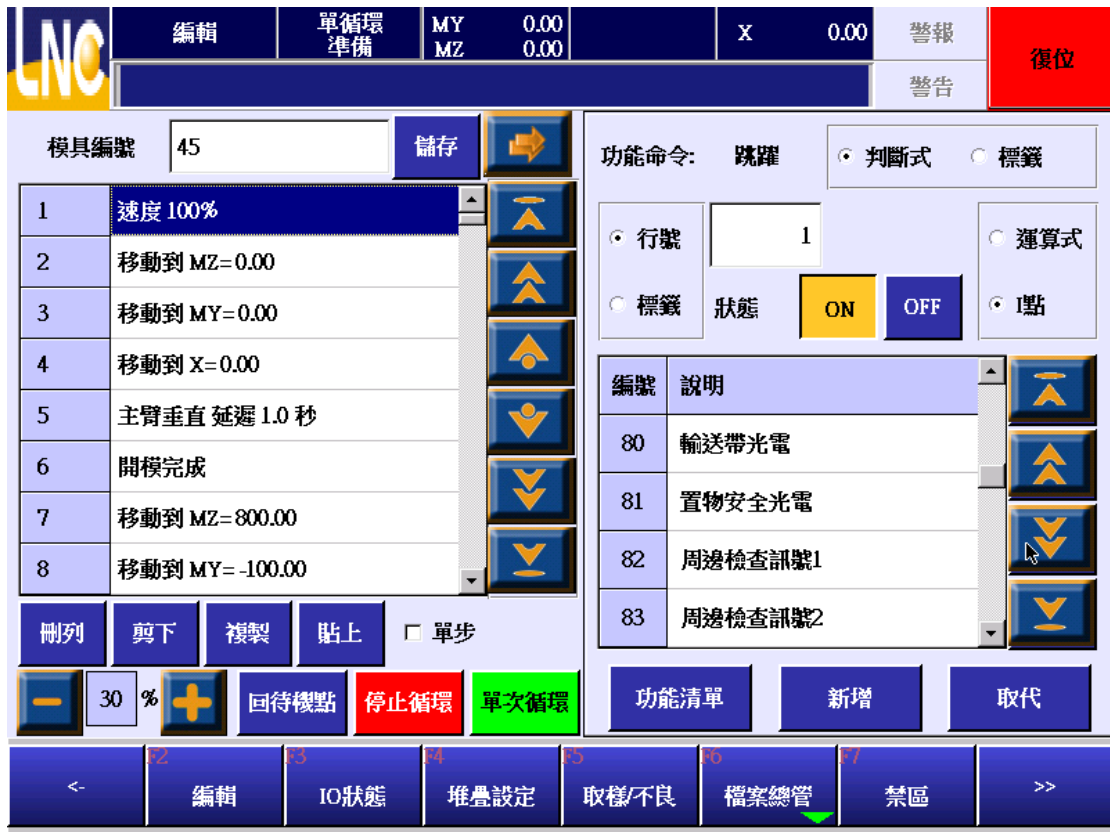 LNC
編輯
單循環
準備
MY 0.00
MZ 0.00
X 0.00
警報
警告
復位
模具編號 45 儲存
1 速度 100%
2 移動到 MZ=0.00
3 移動到 MY=0.00
4 移動到 X=0.00
5 主臂垂直 延遲 1.0 秒
6 開模完成
7 移動到 MZ=800.00
8 移動到 MY=-100.00
刪列 剪下 複製 貼上 單步
30 % 回待機點 停止循環 單次循環
功能命令: 跳躍 判斷式 標籤
行號 1 運算式
標籤 狀態 ON OFF I點
編號 說明
80 輸送帶光電
81 置物安全光電
82 周邊檢查訊號1
83 周邊檢查訊號2
功能清單 新增 取代
<-
F2 編輯
F3 IO狀態
F4 堆疊設定
F5 取樣/不良
F6 檔案總管
F7 禁區
>>